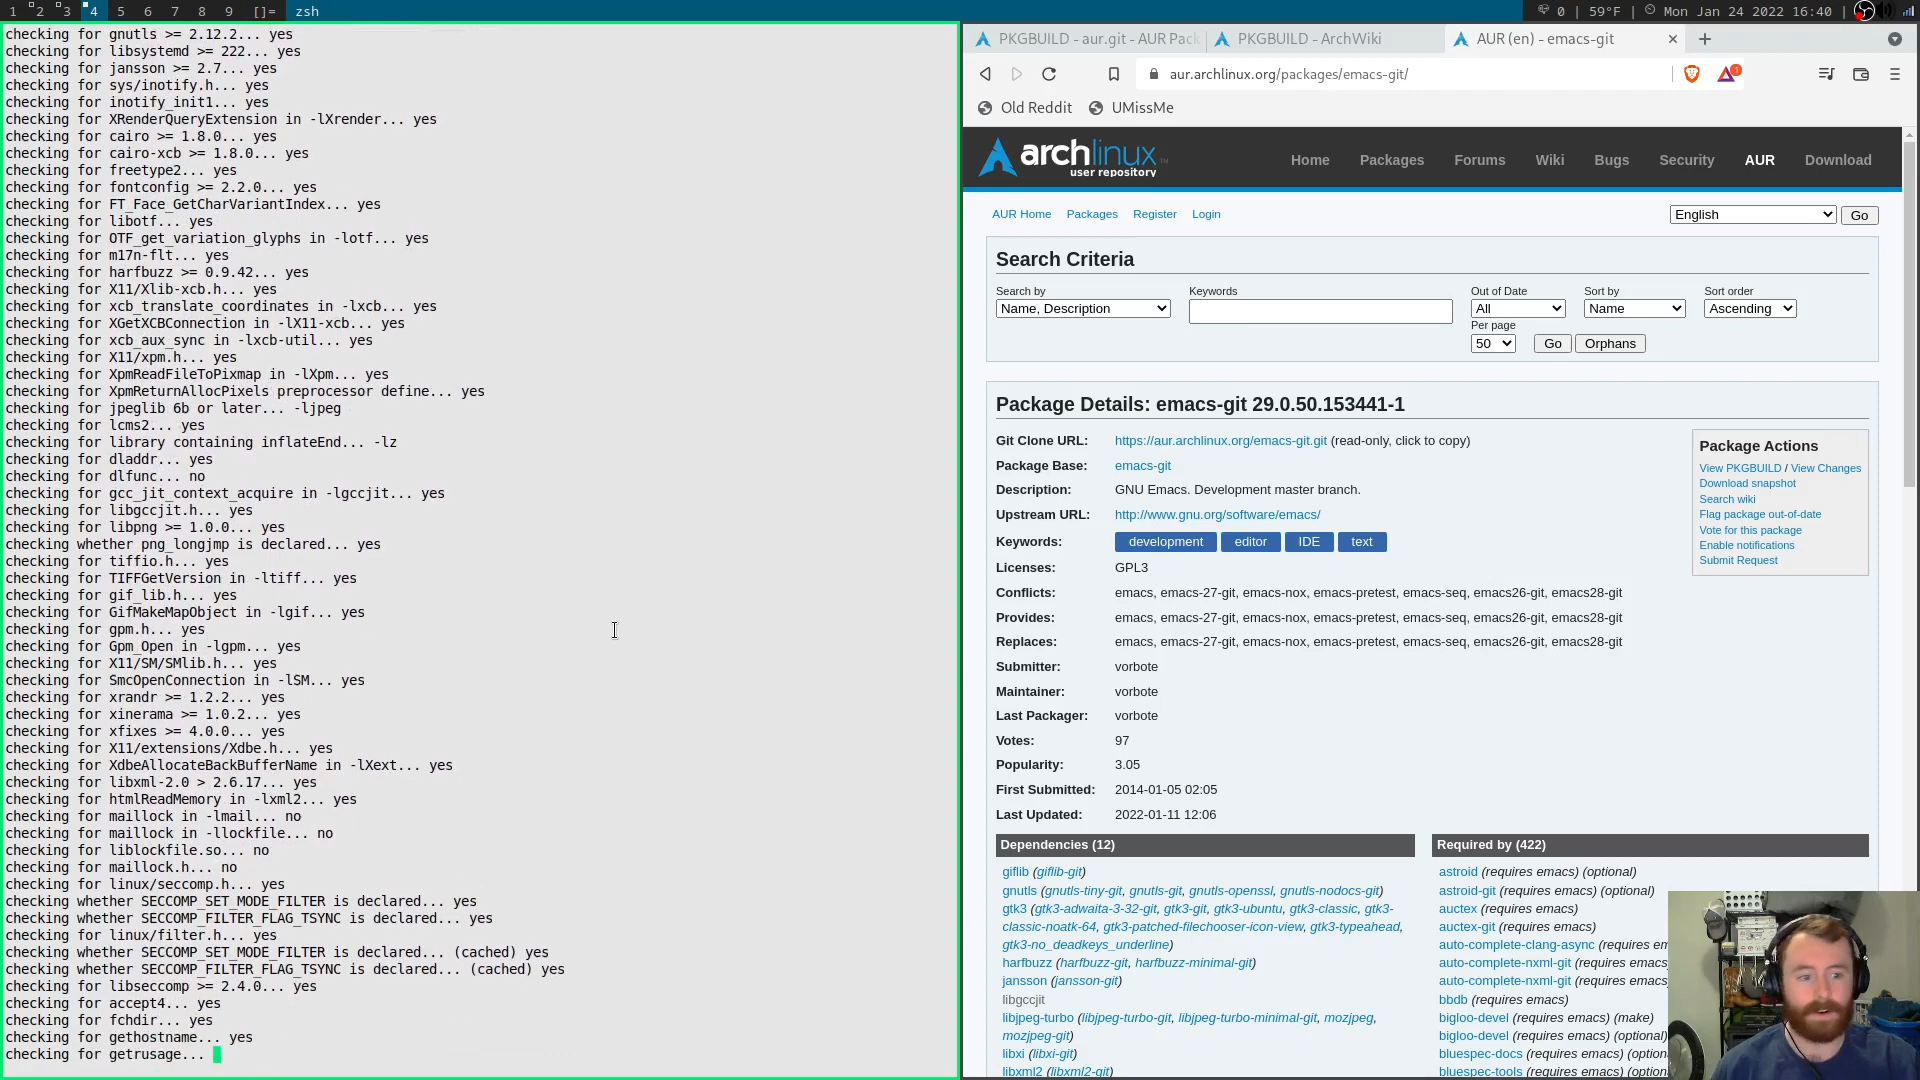 1 2 3 4 5 6 7 8 9 []= zsh
0 | 59°F | Mon Jan 24 2022 16:40 |
checking for gnutls >= 2.12.2... yes
checking for libsystemd >= 222... yes
checking for jansson >= 2.7... yes
checking for sys/inotify.h... yes
checking for inotify_init1... yes
checking for XRenderQueryExtension in -lXrender... yes
checking for cairo >= 1.8.0... yes
checking for cairo-xcb >= 1.8.0... yes
checking for freetype2... yes
checking for fontconfig >= 2.2.0... yes
checking for FT_Face_GetCharVariantIndex... yes
checking for libotf... yes
checking for OTF_get_variation_glyphs in -lotf... yes
checking for m17n-flt... yes
checking for harfbuzz >= 0.9.42... yes
checking for X11/Xlib-xcb.h... yes
checking for xcb_translate_coordinates in -lxcb... yes
checking for XGetXCBConnection in -lX11-xcb... yes
checking for xcb_aux_sync in -lxcb-util... yes
checking for X11/xpm.h... yes
checking for XpmReadFileToPixmap in -lXpm... yes
checking for XpmReturnAllocPixels preprocessor define... yes
checking for jpeglib 6b or later... -ljpeg
checking for lcms2... yes
checking for library containing inflateEnd... -lz
checking for dladdr... yes
checking for dlfunc... no
checking for gcc_jit_context_acquire in -lgccjit... yes
checking for libgccjit.h... yes
checking for libpng >= 1.0.0... yes
checking whether png_longjmp is declared... yes
checking for tiffio.h... yes
checking for TIFFGetVersion in -ltiff... yes
checking for gif_lib.h... yes
checking for GifMakeMapObject in -lgif... yes
checking for gpm.h... yes
checking for Gpm_Open in -lgpm... yes
checking for X11/SM/SMlib.h... yes
checking for SmcOpenConnection in -lSM... yes
checking for xrandr >= 1.2.2... yes
checking for xinerama >= 1.0.2... yes
checking for xfixes >= 4.0.0... yes
checking for X11/extensions/Xdbe.h... yes
checking for XdbeAllocateBackBufferName in -lXext... yes
checking for libxml-2.0 > 2.6.17... yes
checking for htmlReadMemory in -lxml2... yes
checking for maillock in -lmail... no
checking for maillock in -llockfile... no
checking for liblockfile.so... no
checking for maillock.h... no
checking for linux/seccomp.h... yes
checking whether SECCOMP_SET_MODE_FILTER is declared... yes
checking whether SECCOMP_FILTER_FLAG_TSYNC is declared... yes
checking for linux/filter.h... yes
checking whether SECCOMP_SET_MODE_FILTER is declared... (cached) yes
checking whether SECCOMP_FILTER_FLAG_TSYNC is declared... (cached) yes
checking for libseccomp >= 2.4.0... yes
checking for accept4... yes
checking for fchdir... yes
checking for gethostname... yes
checking for getrusage...
PKGBUILD - aur.git - AUR Pack
PKGBUILD - ArchWiki
AUR (en) - emacs-git
aur.archlinux.org/packages/emacs-git/
1
Old Reddit UMissMe
archlinux
user repository
Home Packages Forums Wiki Bugs Security AUR Download
AUR Home Packages Register Login
English Go
Search Criteria
Search by Keywords Out of Date Sort by Sort order
Name, Description All Name Ascending
Per page
50 Go Orphans
Package Details: emacs-git 29.0.50.153441-1
Git Clone URL: https://aur.archlinux.org/emacs-git.git (read-only, click to copy)
Package Base: emacs-git
Description: GNU Emacs. Development master branch.
Upstream URL: http://www.gnu.org/software/emacs/
Keywords: development editor IDE text
Licenses: GPL3
Conflicts: emacs, emacs-27-git, emacs-nox, emacs-pretest, emacs-seq, emacs26-git, emacs28-git
Provides: emacs, emacs-27-git, emacs-nox, emacs-pretest, emacs-seq, emacs26-git, emacs28-git
Replaces: emacs, emacs-27-git, emacs-nox, emacs-pretest, emacs-seq, emacs26-git, emacs28-git
Submitter: vorbote
Maintainer: vorbote
Last Packager: vorbote
Votes: 97
Popularity: 3.05
First Submitted: 2014-01-05 02:05
Last Updated: 2022-01-11 12:06
Package Actions
View PKGBUILD / View Changes
Download snapshot
Search wiki
Flag package out-of-date
Vote for this package
Enable notifications
Submit Request
Dependencies (12)
giflib (giflib-git)
gnutls (gnutls-tiny-git, gnutls-git, gnutls-openssl, gnutls-nodocs-git)
gtk3 (gtk3-adwaita-3-32-git, gtk3-git, gtk3-ubuntu, gtk3-classic, gtk3-
classic-noatk-64, gtk3-patched-filechooser-icon-view, gtk3-typeahead,
gtk3-no_deadkeys_underline)
harfbuzz (harfbuzz-git, harfbuzz-minimal-git)
jansson (jansson-git)
libgccjit
libjpeg-turbo (libjpeg-turbo-git, libjpeg-turbo-minimal-git, mozjpeg,
mozjpeg-git)
libxi (libxi-git)
libxml2 (libxml2-git)
Required by (422)
astroid (requires emacs) (optional)
astroid-git (requires emacs) (optional)
auctex (requires emacs)
auctex-git (requires emacs)
auto-complete-clang-async (requires em
auto-complete-nxml-git (requires emacs)
auto-complete-nxml-git (requires emacs)
bbdb (requires emacs)
bigloo-devel (requires emacs) (make)
bigloo-devel (requires emacs) (optional)
bluespec-docs (requires emacs) (option
bluespec-tools (requires emacs) (option